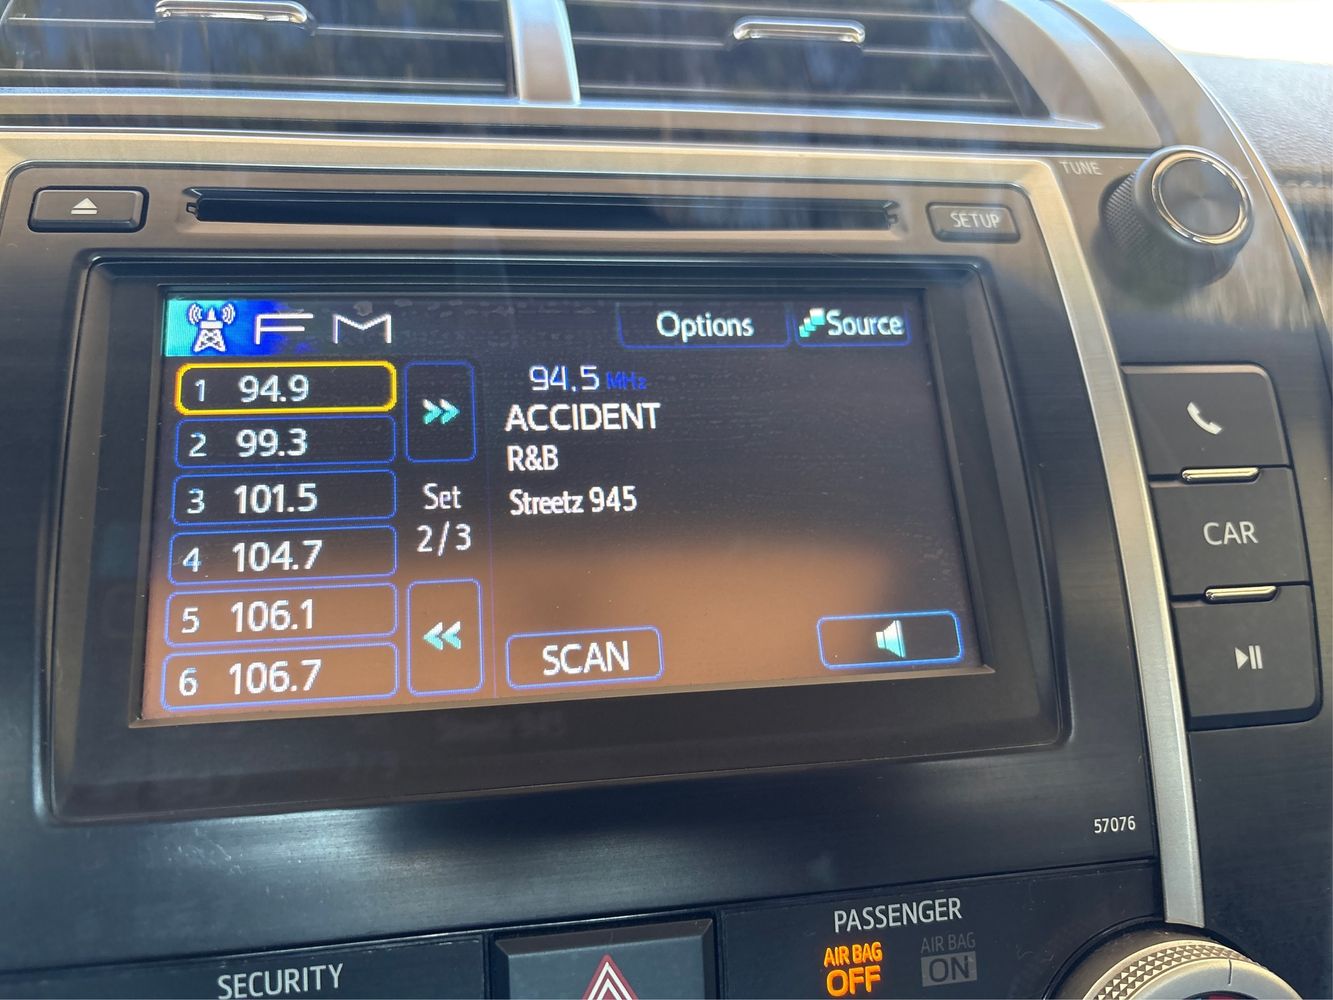 TUNE
SETUP
FM
Options
Source
1 94.9
2 99.3
3 101.5
4 104.7
5 106.1
6 106.7
Set
2/3
94.5 MHz
ACCIDENT
R&B
Streetz 945
SCAN
CAR
57076
SECURITY
PASSENGER
AIR BAG
OFF
AIR BAG
ON